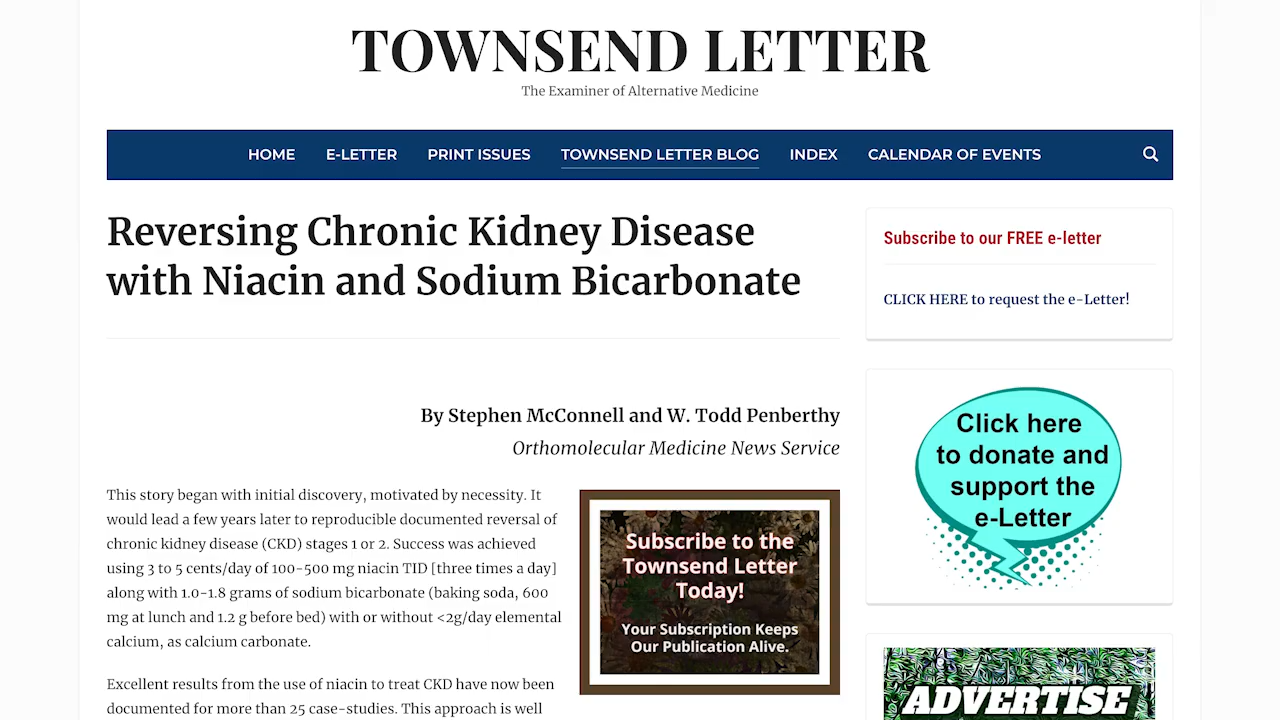 TOWNSEND LETTER
The Examiner of Alternative Medicine
HOME E-LETTER PRINT ISSUES TOWNSEND LETTER BLOG INDEX CALENDAR OF EVENTS
Reversing Chronic Kidney Disease
with Niacin and Sodium Bicarbonate
By Stephen McConnell and W. Todd Penberthy
Orthomolecular Medicine News Service
This story began with initial discovery, motivated by necessity. It
would lead a few years later to reproducible documented reversal of
chronic kidney disease (CKD) stages 1 or 2. Success was achieved
using 3 to 5 cents/day of 100-500 mg niacin TID [three times a day]
along with 1.0-1.8 grams of sodium bicarbonate (baking soda, 600
mg at lunch and 1.2 g before bed) with or without <2g/day elemental
calcium, as calcium carbonate.
Excellent results from the use of niacin to treat CKD have now been
documented for more than 25 case-studies. This approach is well
Subscribe to the
Townsend Letter
Today!
Your Subscription Keeps
Our Publication Alive.
Subscribe to our FREE e-letter
CLICK HERE to request the e-Letter!
Click here
to donate and
support the
e-Letter
ADVERTISE